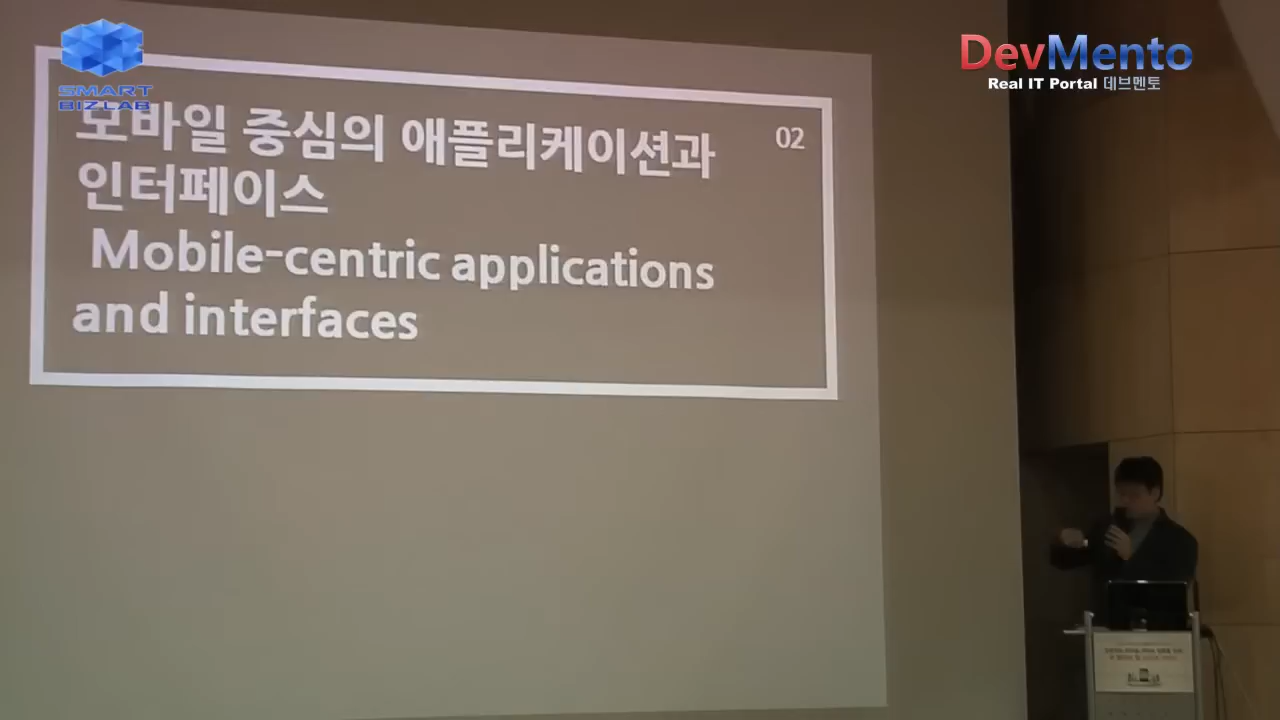 SMART
BIZLAB
DevMento
Real IT Portal 데브멘토
모바일 중심의 애플리케이션과
02
인터페이스
Mobile-centric applications
and interfaces